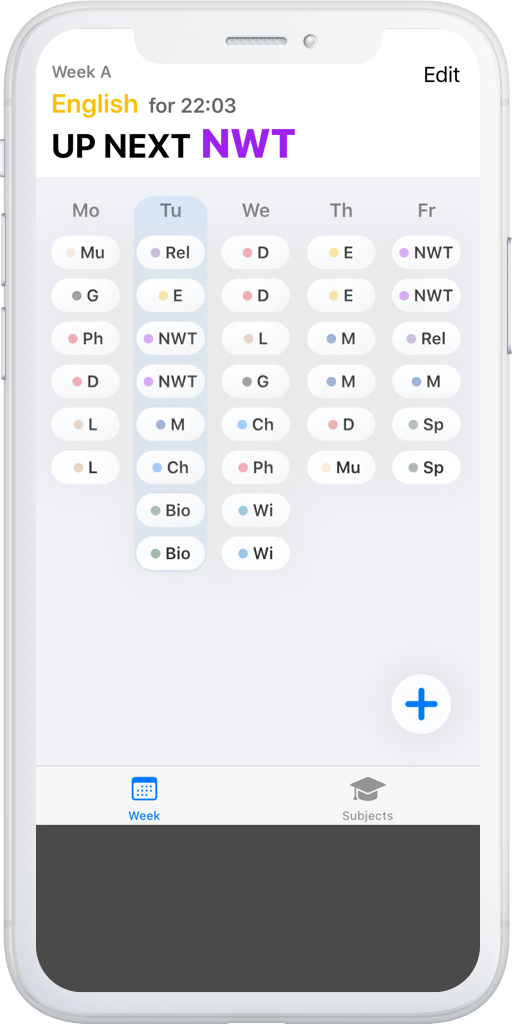 Week A
Edit
English for 22:03
UP NEXT NWT
Mo Tu We Th Fr
Mu Rel D E NWT
G E D E NWT
Ph NWT L M Rel
D NWT G M M
L M Ch D Sp
L Ch Ph Mu Sp
Bio Wi
Bio Wi
Week Subjects